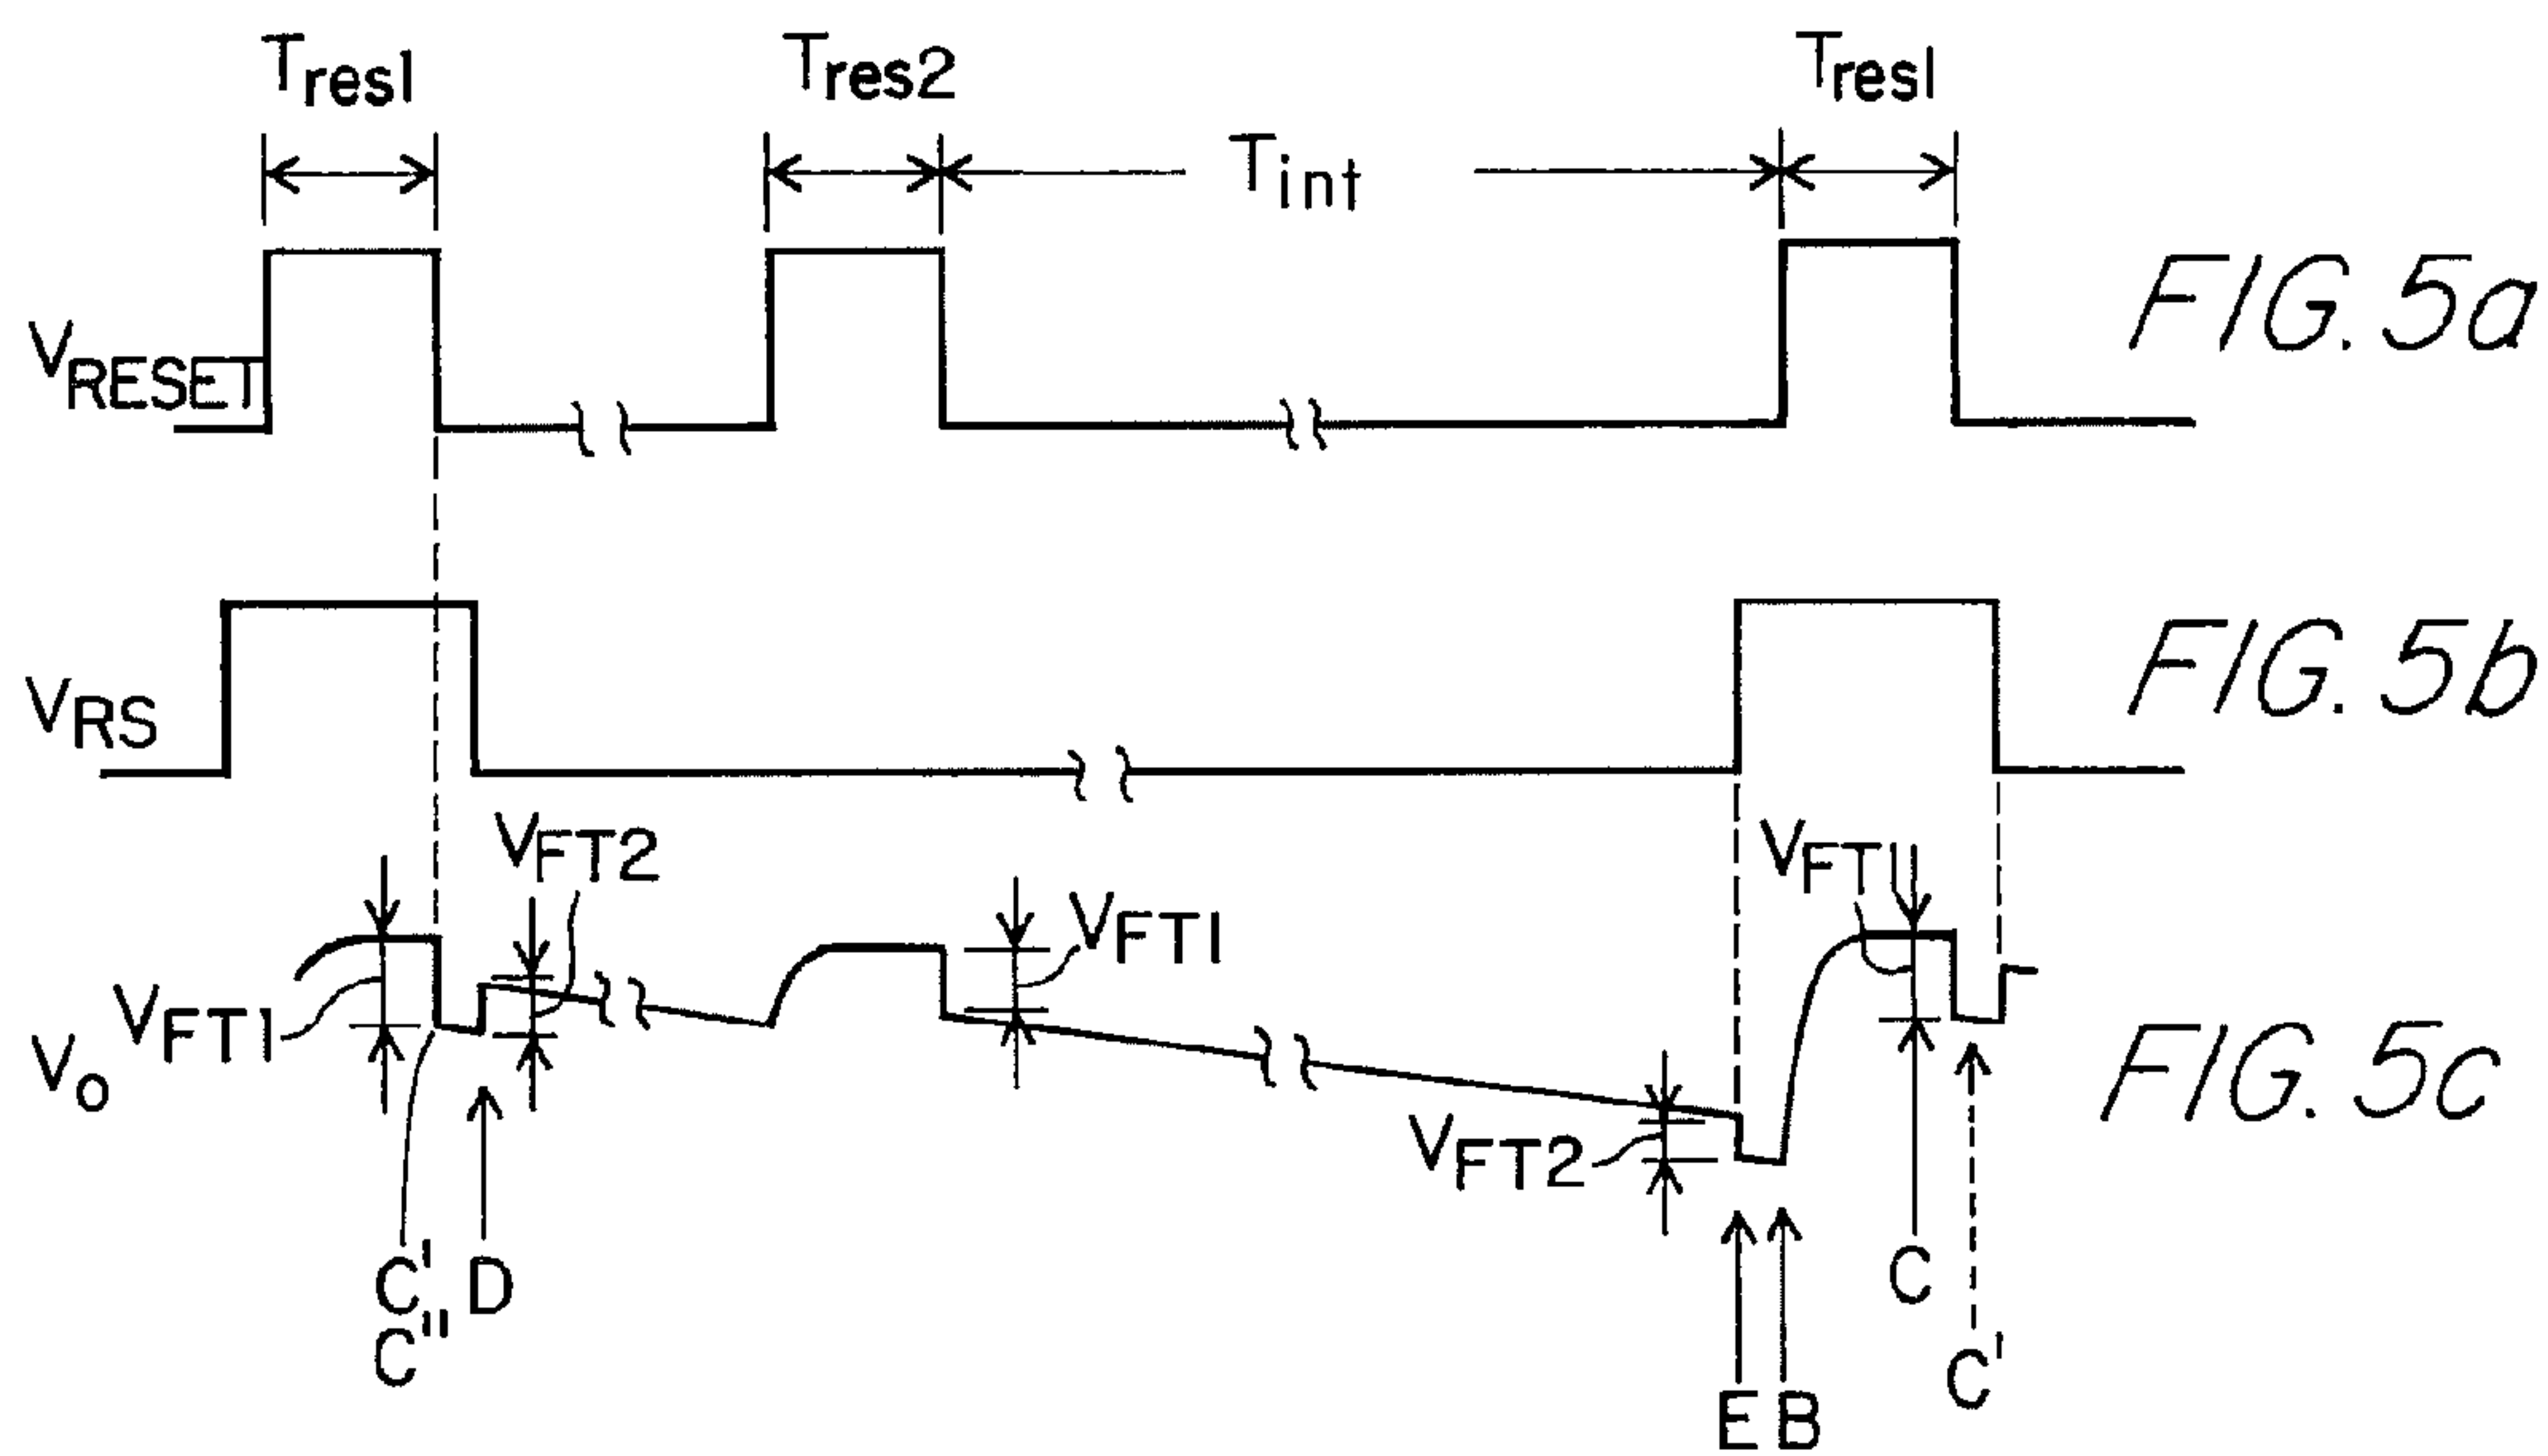 Tres1 Tres2 Tres1
Tint
VRESET FIG. 5a
VRS FIG. 5b
VFT2 VFT1
VFT1 VFT1
Vo FIG. 5c
VFT2
C' D C
C" C'
E B